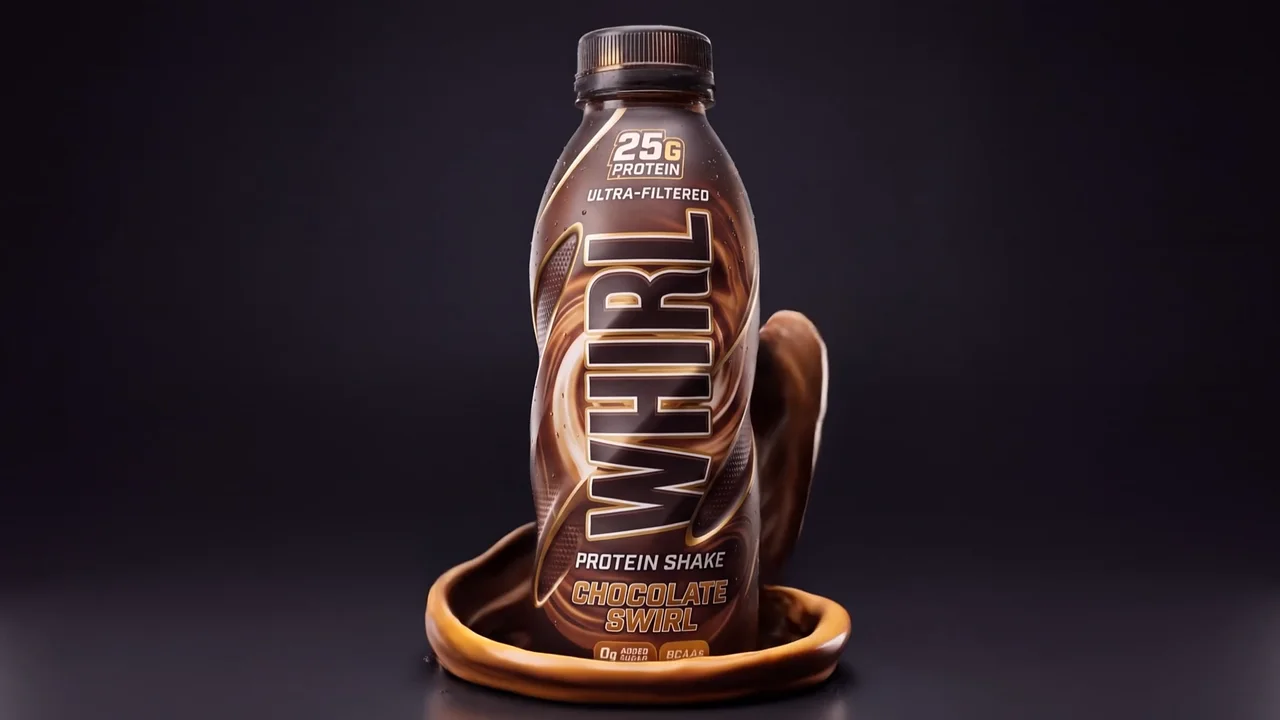 25G
PROTEIN
ULTRA-FILTERED
WHIRL
PROTEIN SHAKE
CHOCOLATE
SWIRL
0g ADDED
SUGAR
BCAAs